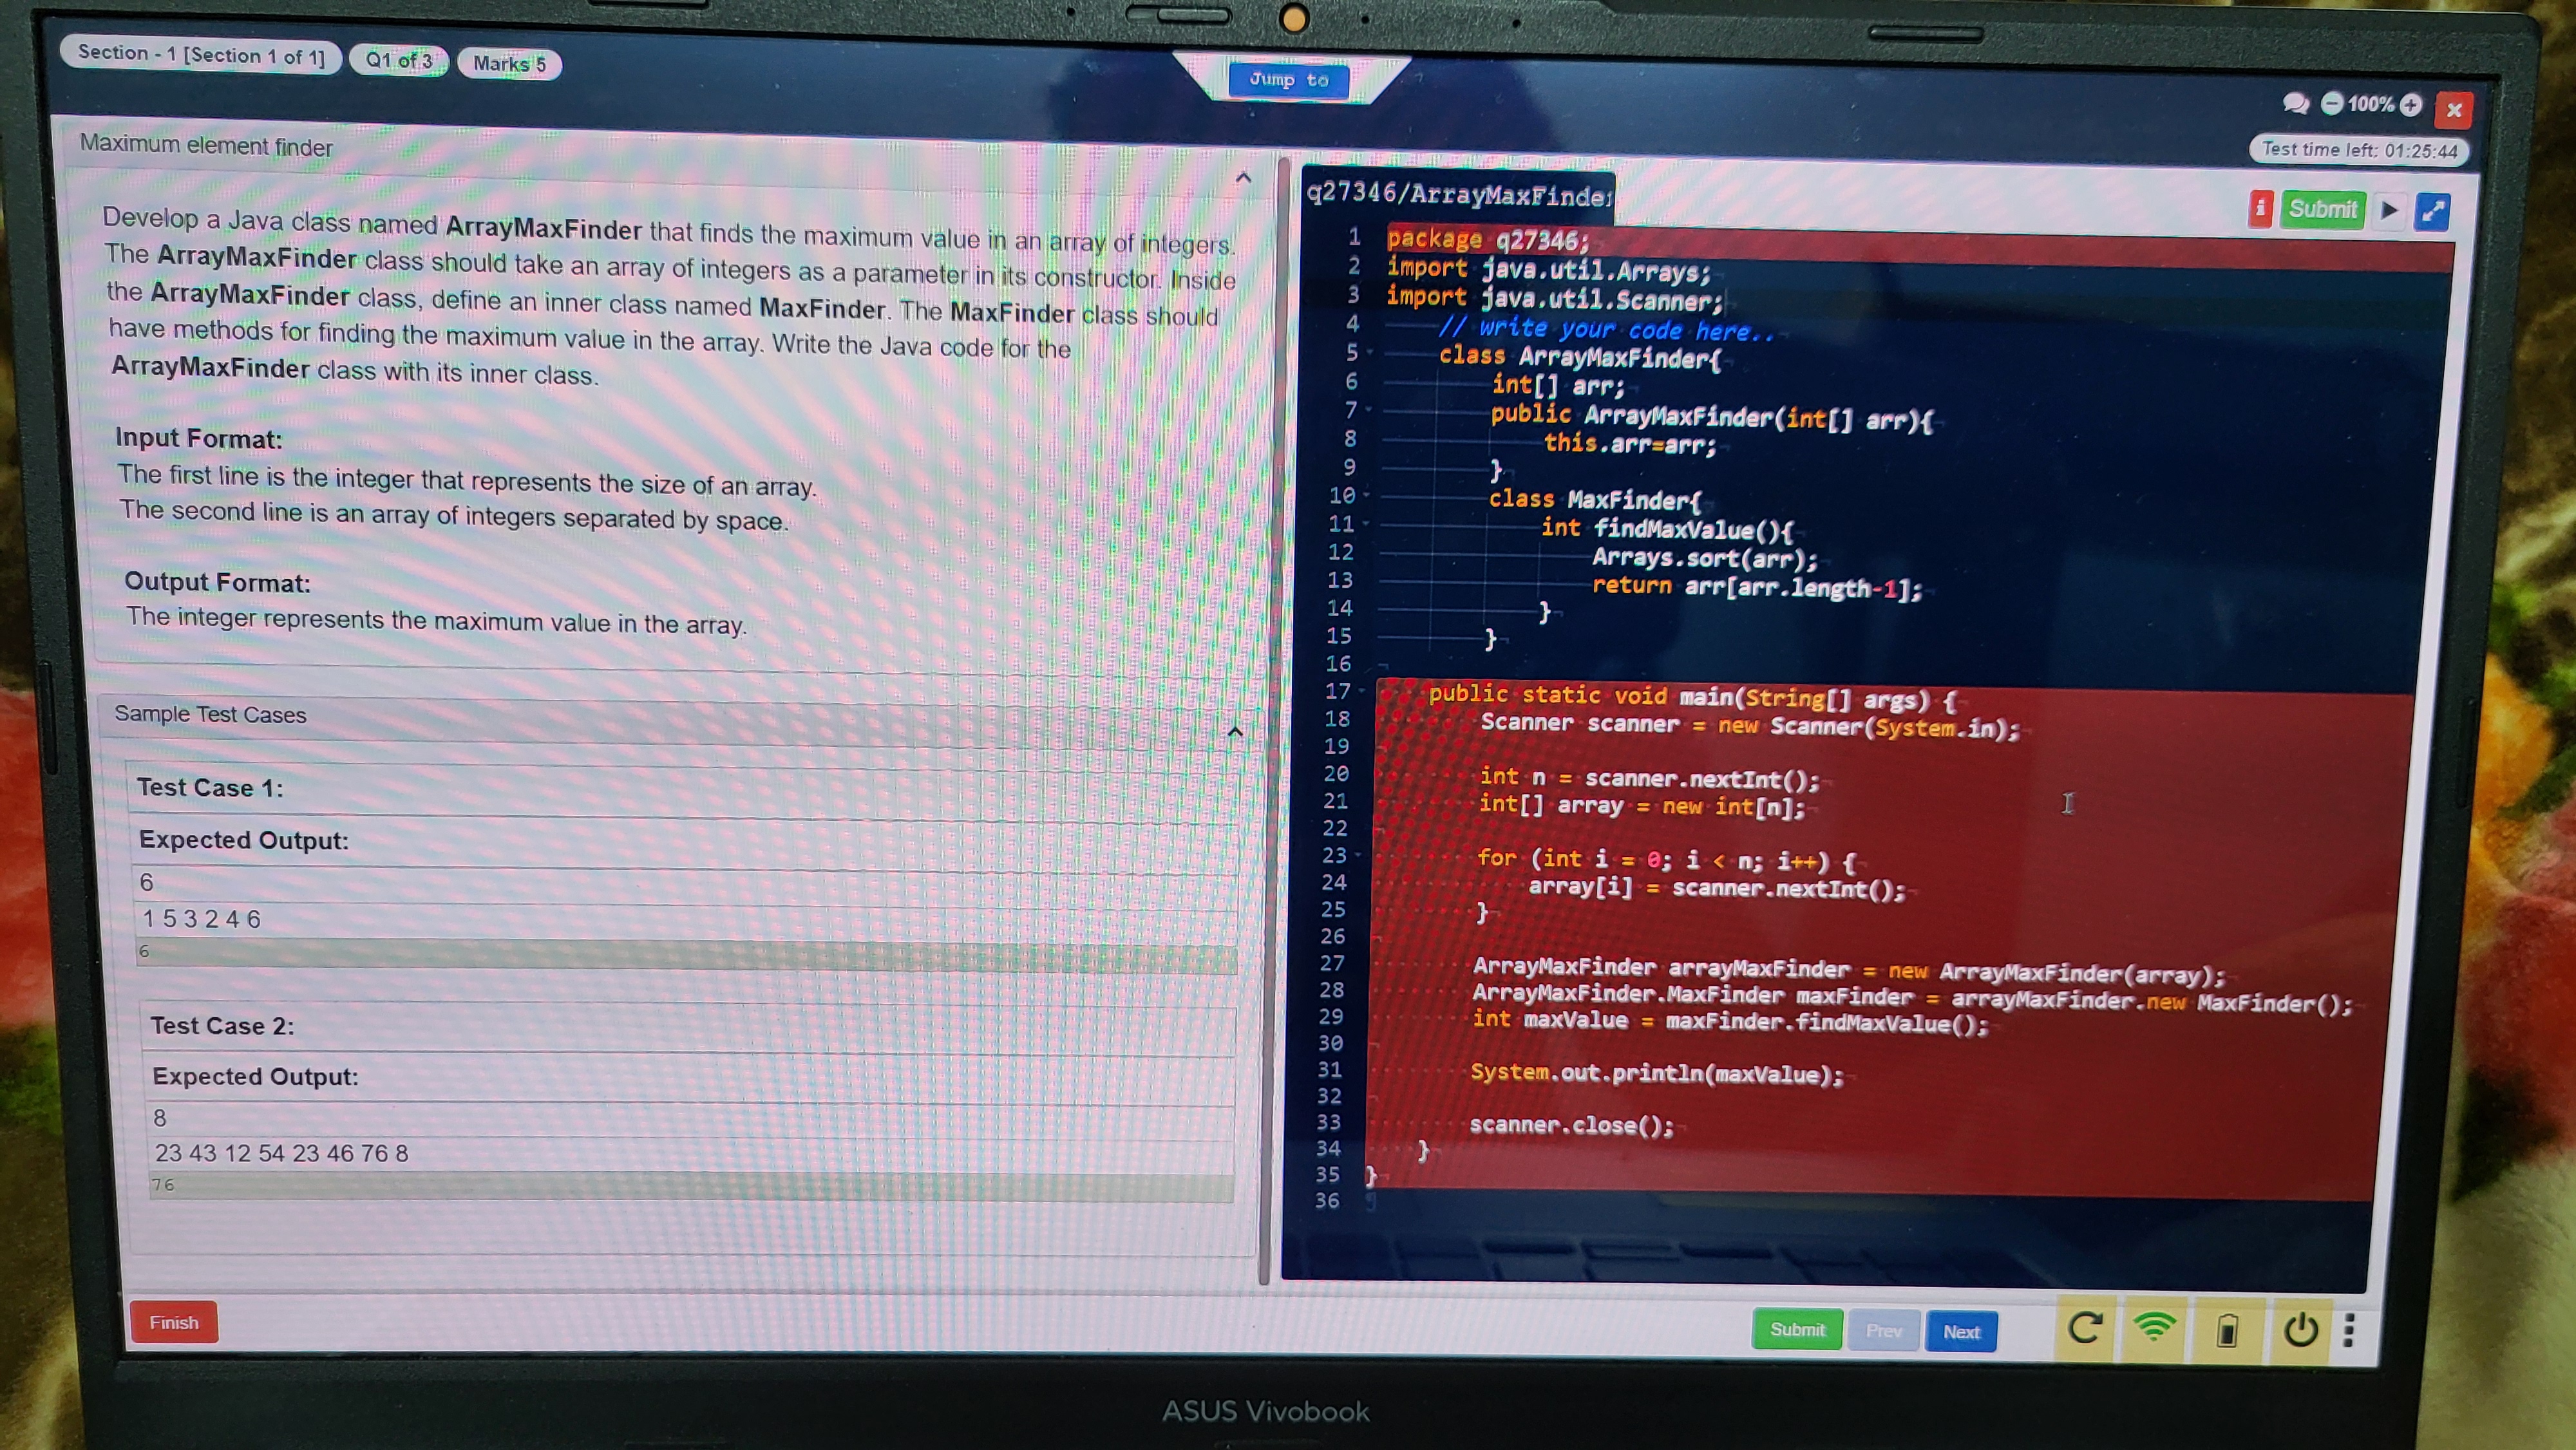 Section - 1 [Section 1 of 1] Q1 of 3 Marks 5
Jump to
100%
Test time left: 01:25:44
Maximum element finder
Develop a Java class named ArrayMaxFinder that finds the maximum value in an array of integers.
The ArrayMaxFinder class should take an array of integers as a parameter in its constructor. Inside
the ArrayMaxFinder class, define an inner class named MaxFinder. The MaxFinder class should
have methods for finding the maximum value in the array. Write the Java code for the
ArrayMaxFinder class with its inner class.
Input Format:
The first line is the integer that represents the size of an array.
The second line is an array of integers separated by space.
Output Format:
The integer represents the maximum value in the array.
Sample Test Cases
Test Case 1:
Expected Output:
6
1 5 3 2 4 6
6
Test Case 2:
Expected Output:
8
23 43 12 54 23 46 76 8
76
q27346/ArrayMaxFinder
Submit
1 package q27346;
2 import java.util.Arrays;
3 import java.util.Scanner;
4 // write your code here..
5 class ArrayMaxFinder{
6 int[] arr;
7 public ArrayMaxFinder(int[] arr){
8 this.arr=arr;
9 }
10 class MaxFinder{
11 int findMaxValue(){
12 Arrays.sort(arr);
13 return arr[arr.length-1];
14 }
15 }
16
17 public static void main(String[] args) {
18 Scanner scanner = new Scanner(System.in);
19
20 int n = scanner.nextInt();
21 int[] array = new int[n];
22
23 for (int i = 0; i < n; i++) {
24 array[i] = scanner.nextInt();
25 }
26
27 ArrayMaxFinder arrayMaxFinder = new ArrayMaxFinder(array);
28 ArrayMaxFinder.MaxFinder maxFinder = arrayMaxFinder.new MaxFinder();
29 int maxValue = maxFinder.findMaxValue();
30
31 System.out.println(maxValue);
32
33 scanner.close();
34 }
35 }
36
Finish
Submit Prev Next
ASUS Vivobook